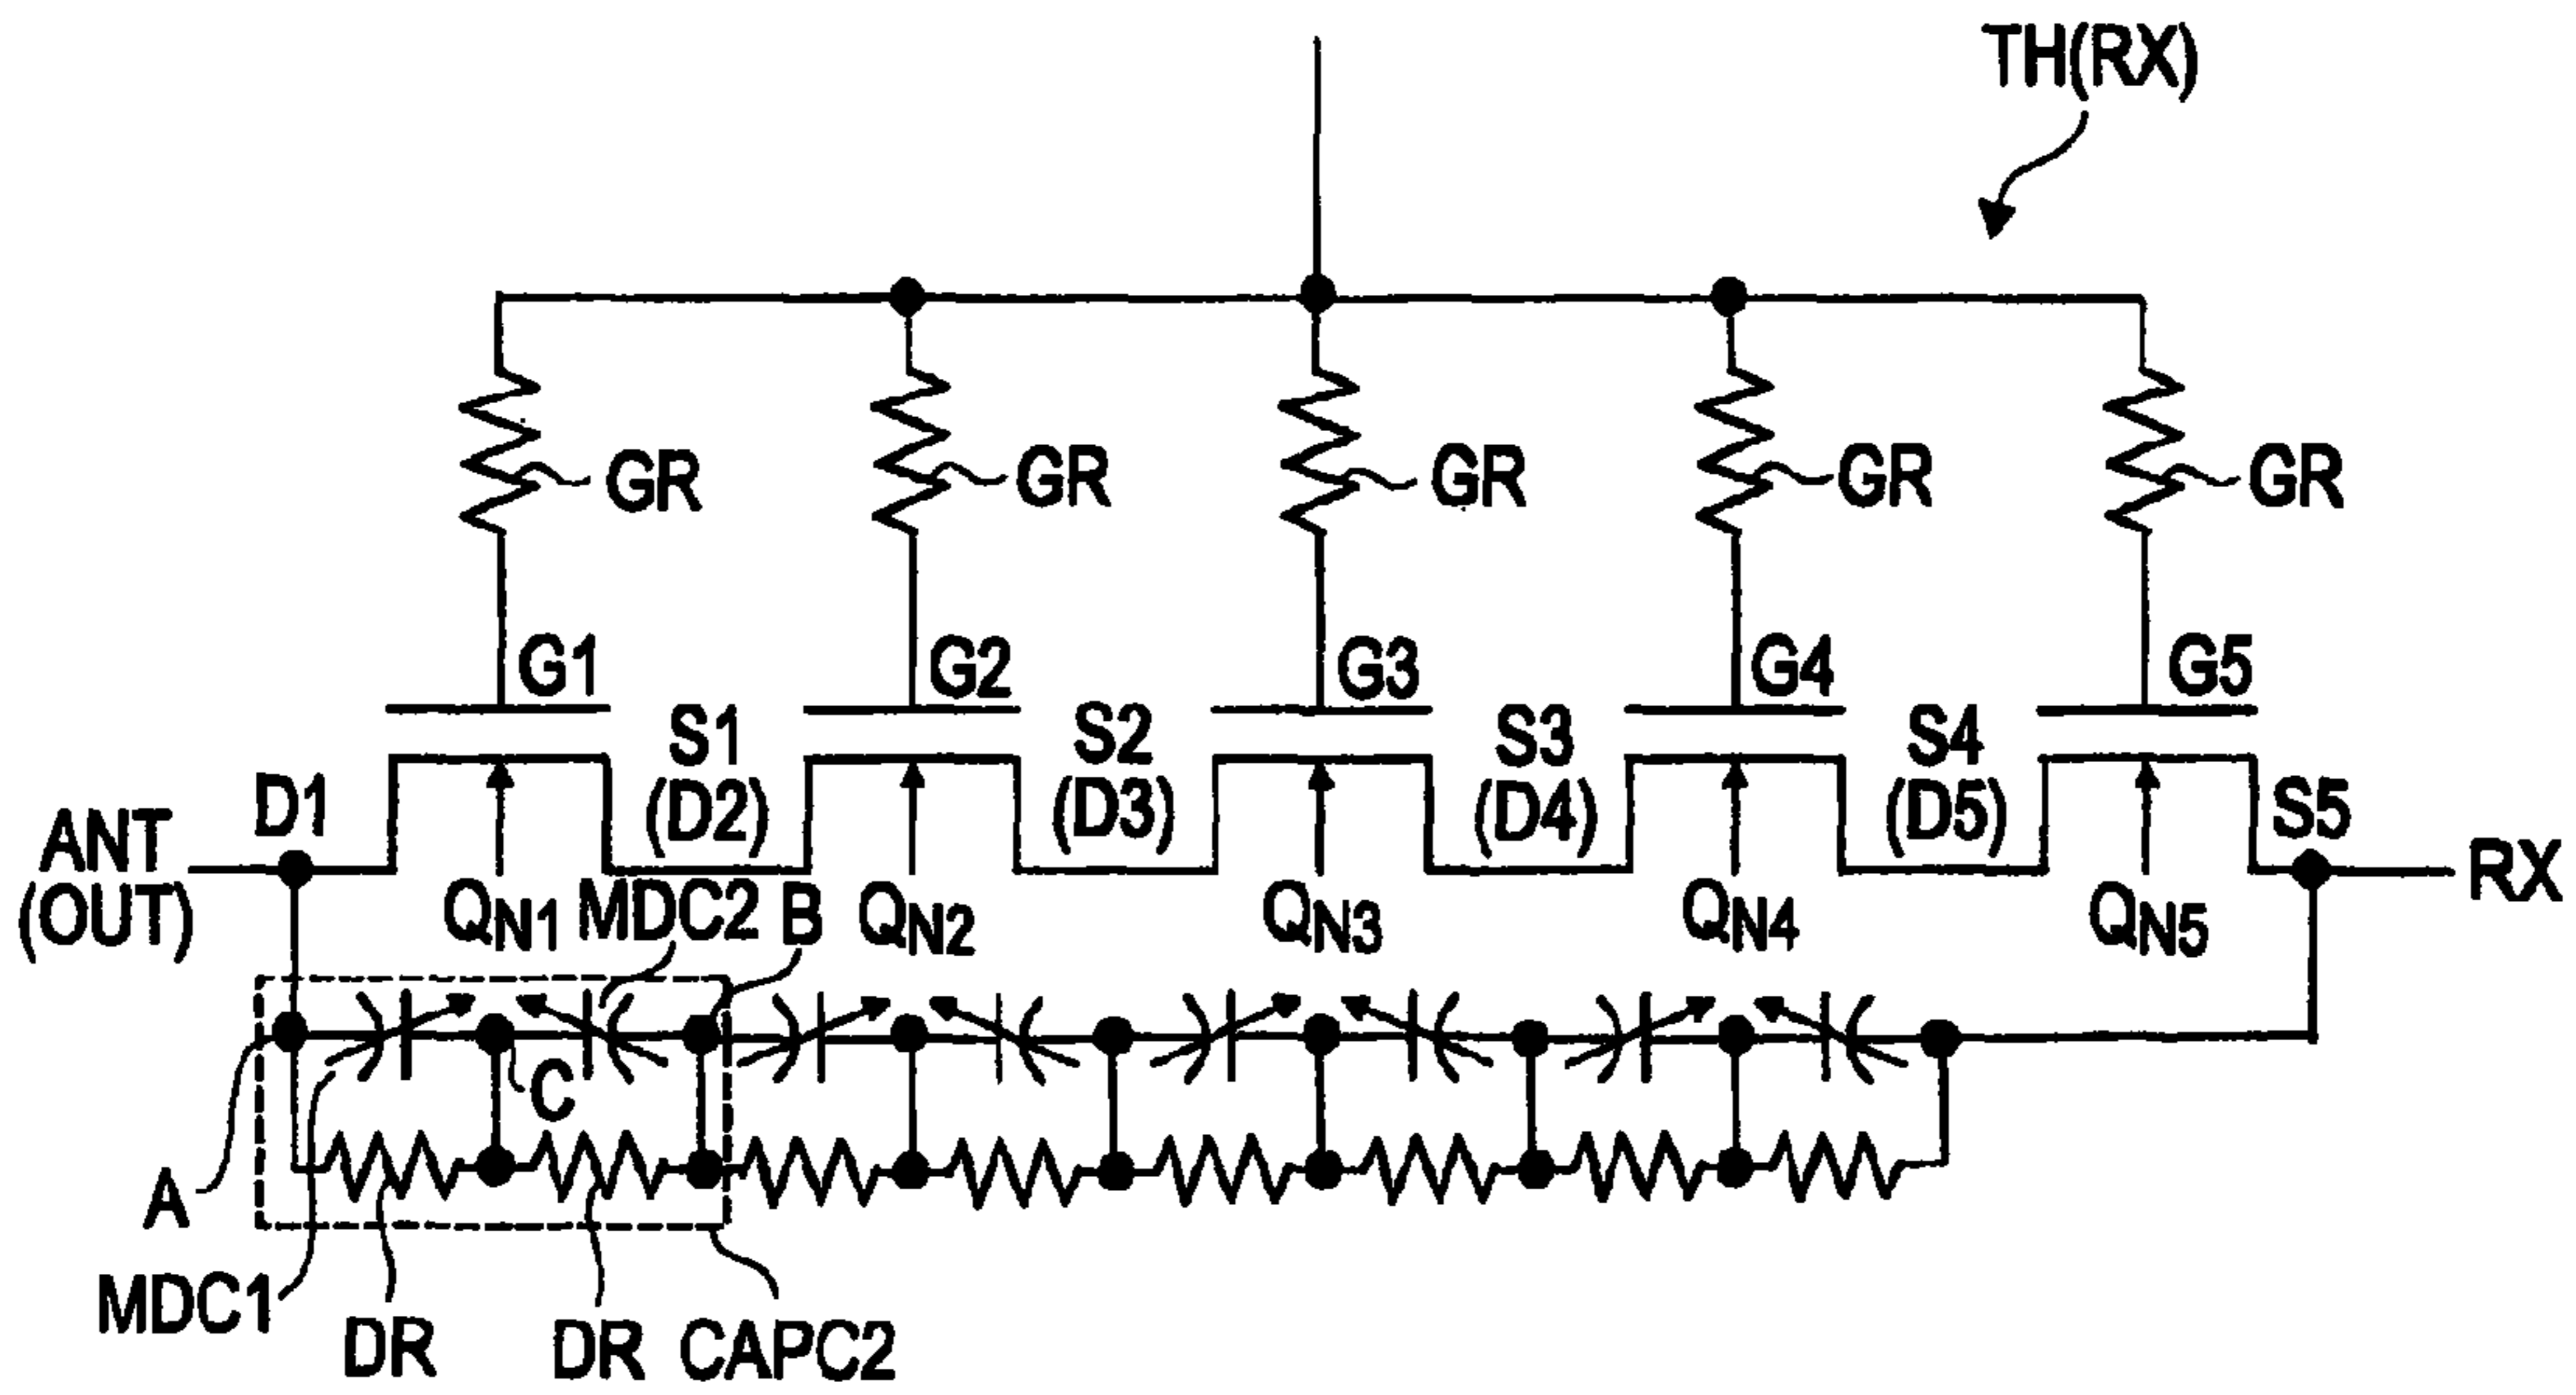 TH(RX)
GR GR GR GR GR
G1 G2 G3 G4 G5
S1 S2 S3 S4
D1 (D2) (D3) (D4) (D5) S5
ANT
(OUT)
RX
QN1 MDC2 B QN2 QN3 QN4 QN5
C
A
MDC1
DR DR CAPC2